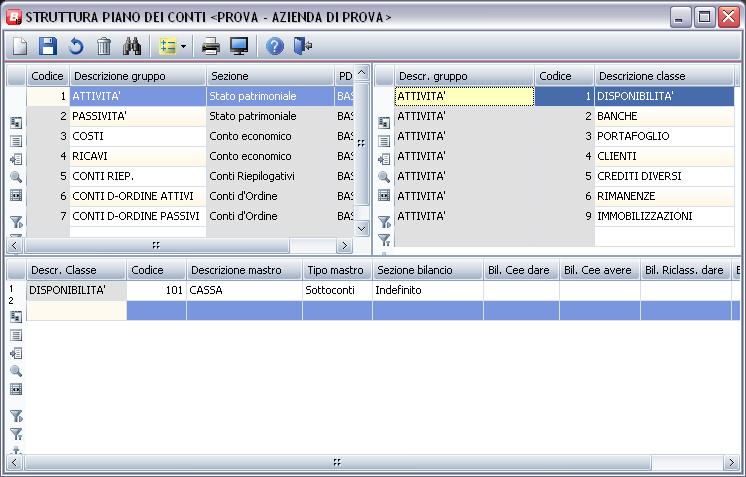 STRUTTURA PIANO DEI CONTI <PROVA - AZIENDA DI PROVA>
Codice Descrizione gruppo Sezione PD
1 ATTIVITA' Stato patrimoniale BAS
2 PASSIVITA' Stato patrimoniale BAS
3 COSTI Conto economico BAS
4 RICAVI Conto economico BAS
5 CONTI RIEP. Conti Riepilogativi BAS
6 CONTI D-ORDINE ATTIVI Conti d'Ordine BAS
7 CONTI D-ORDINE PASSIVI Conti d'Ordine BAS
Descr. gruppo Codice Descrizione classe
ATTIVITA' 1 DISPONIBILITA'
ATTIVITA' 2 BANCHE
ATTIVITA' 3 PORTAFOGLIO
ATTIVITA' 4 CLIENTI
ATTIVITA' 5 CREDITI DIVERSI
ATTIVITA' 6 RIMANENZE
ATTIVITA' 9 IMMOBILIZZAZIONI
Descr. Classe Codice Descrizione mastro Tipo mastro Sezione bilancio Bil. Cee dare Bil. Cee avere Bil. Riclass. dare B
1
2
DISPONIBILITA' 101 CASSA Sottoconti Indefinito